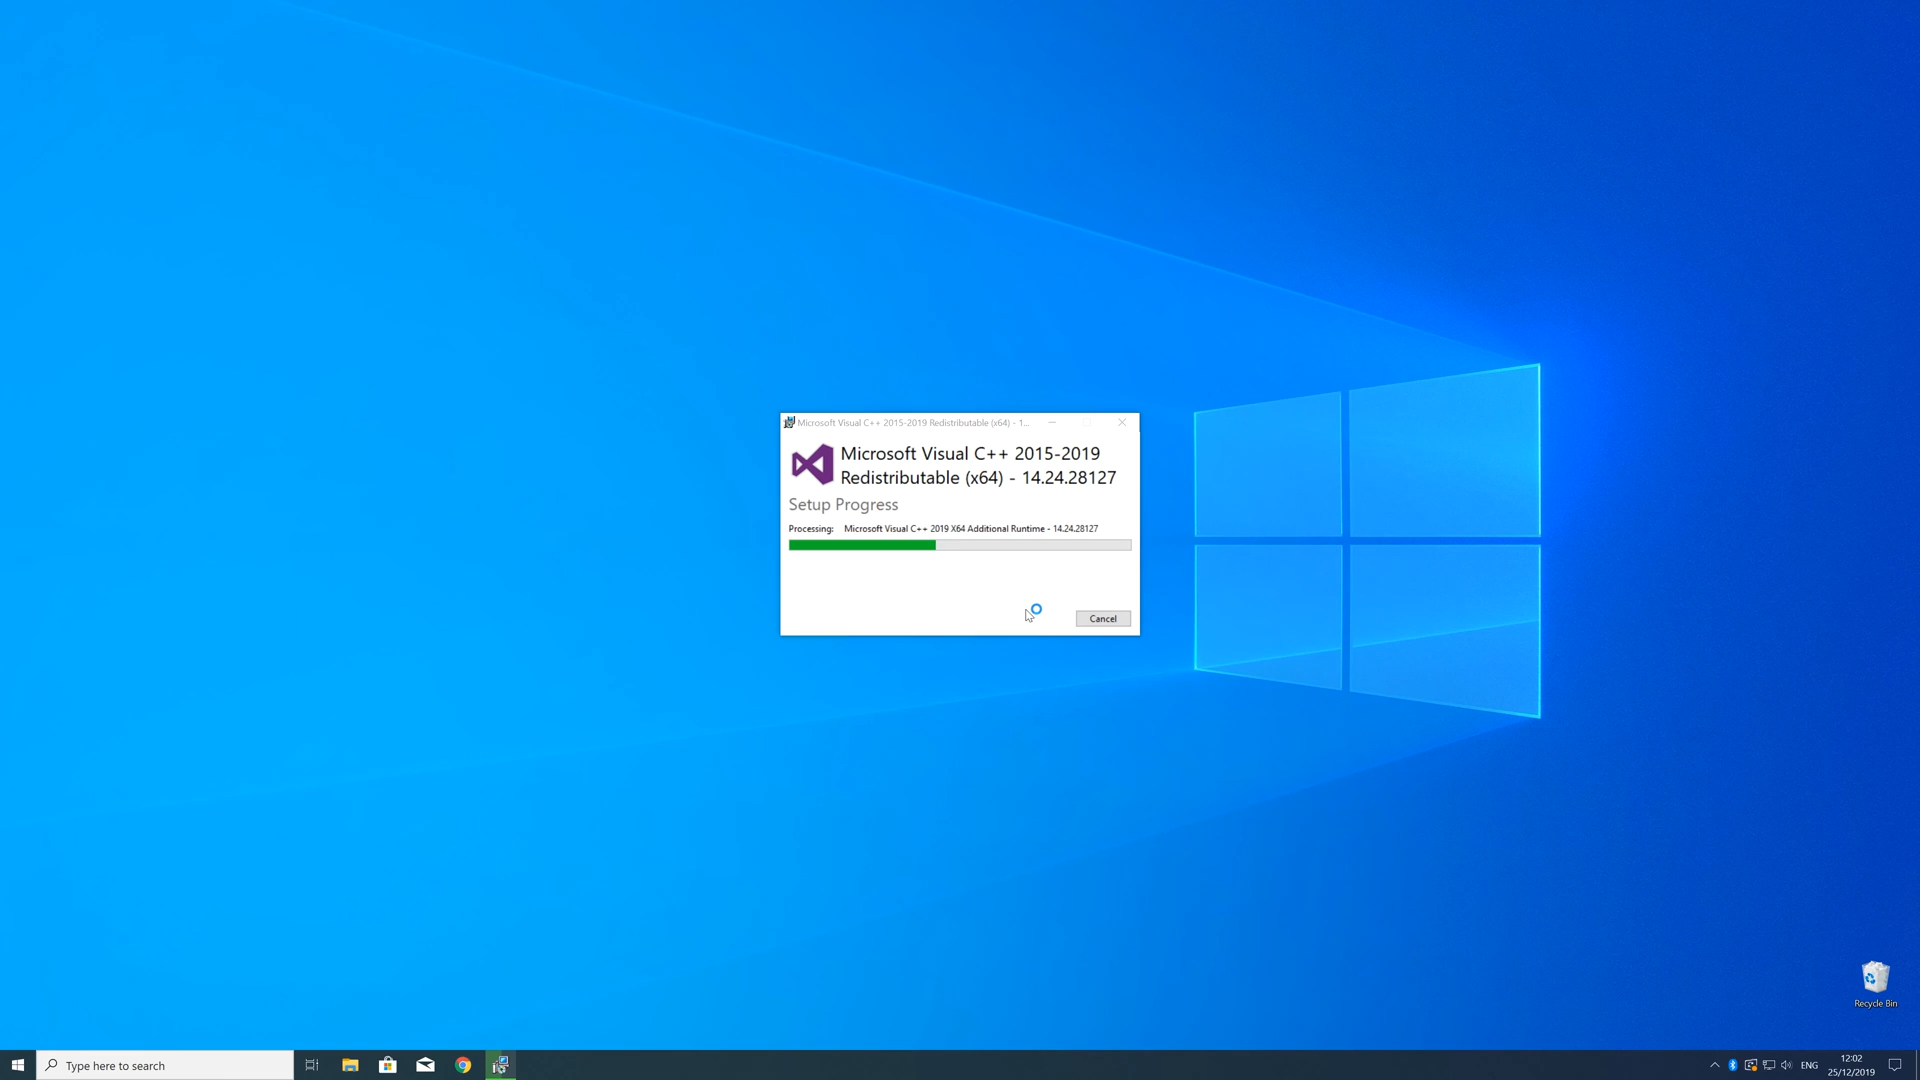 Microsoft Visual C++ 2015-2019 Redistributable (x64) - 1...
Microsoft Visual C++ 2015-2019
Redistributable (x64) - 14.24.28127
Setup Progress
Processing: Microsoft Visual C++ 2019 X64 Additional Runtime - 14.24.28127
Cancel
Recycle Bin
Type here to search
ENG
12:02
25/12/2019